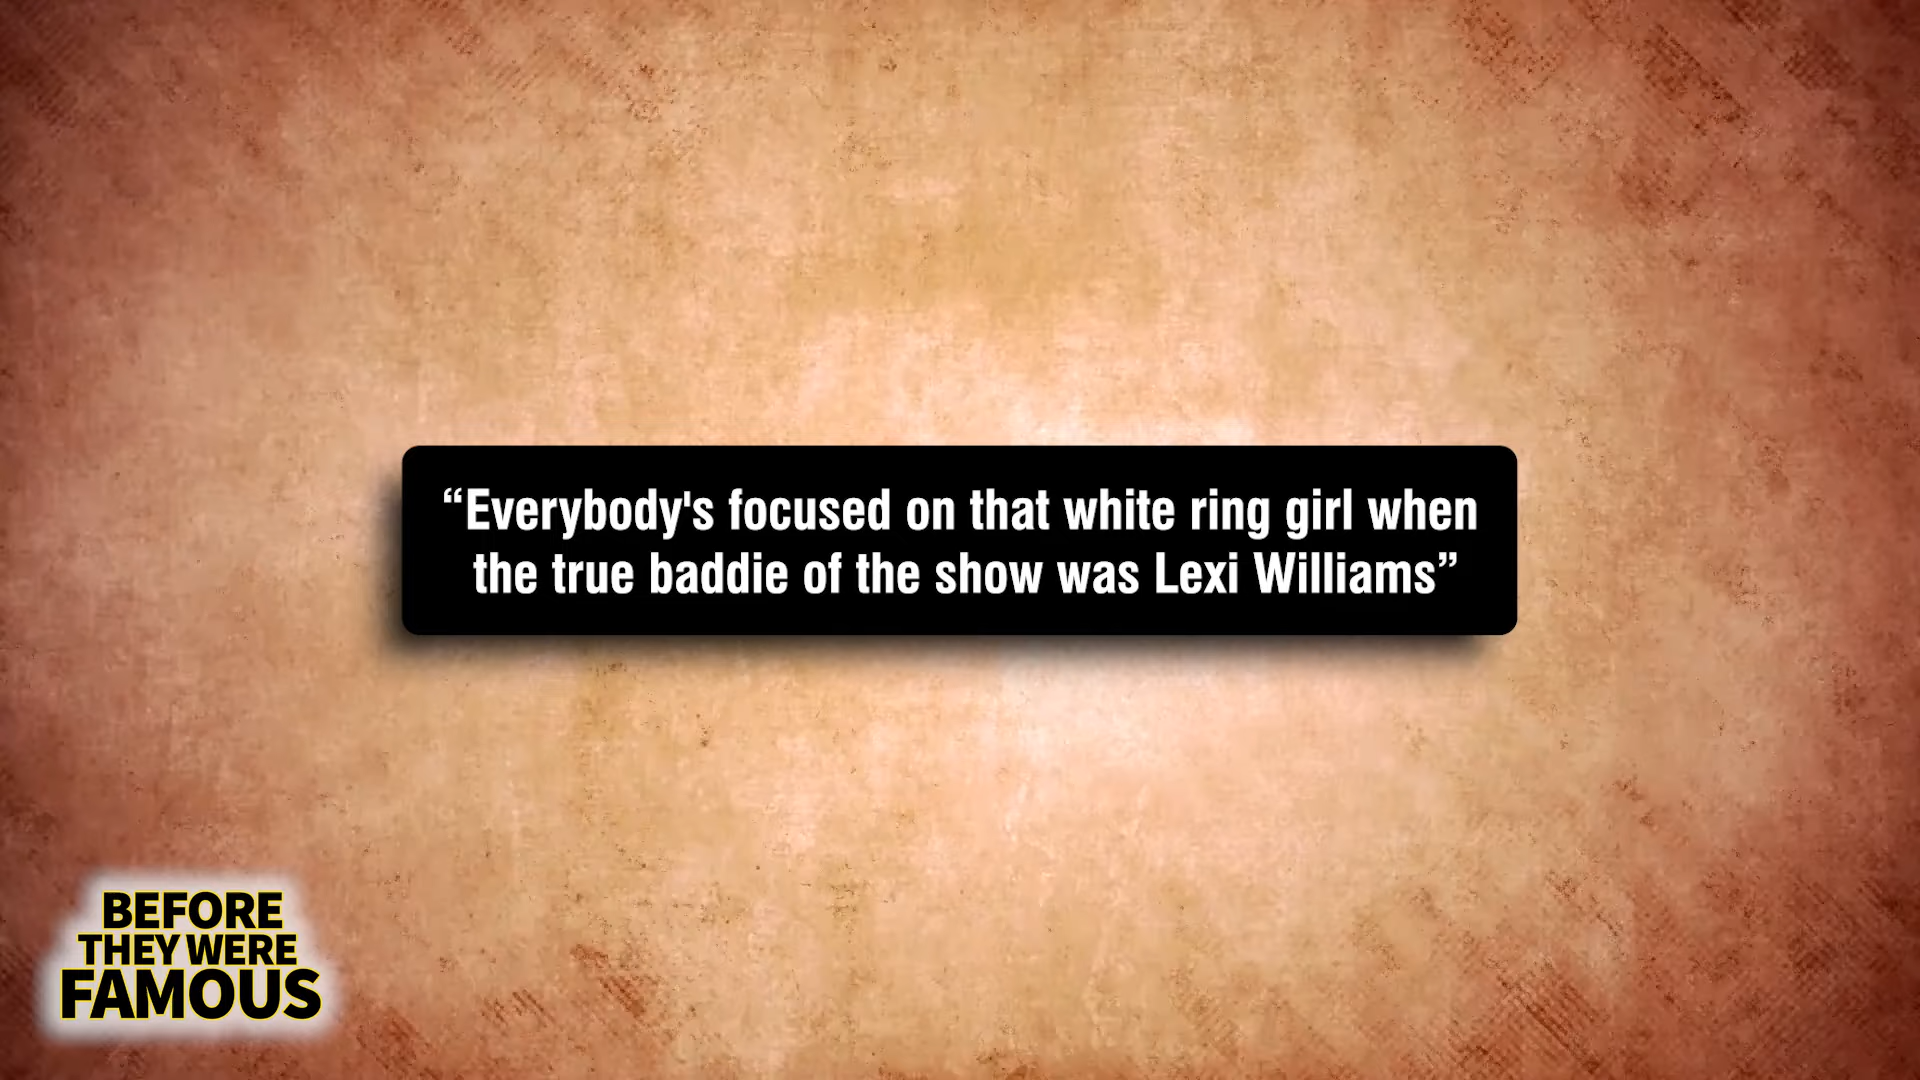 “Everybody's focused on that white ring girl when
the true baddie of the show was Lexi Williams”
BEFORE
THEY WERE
FAMOUS